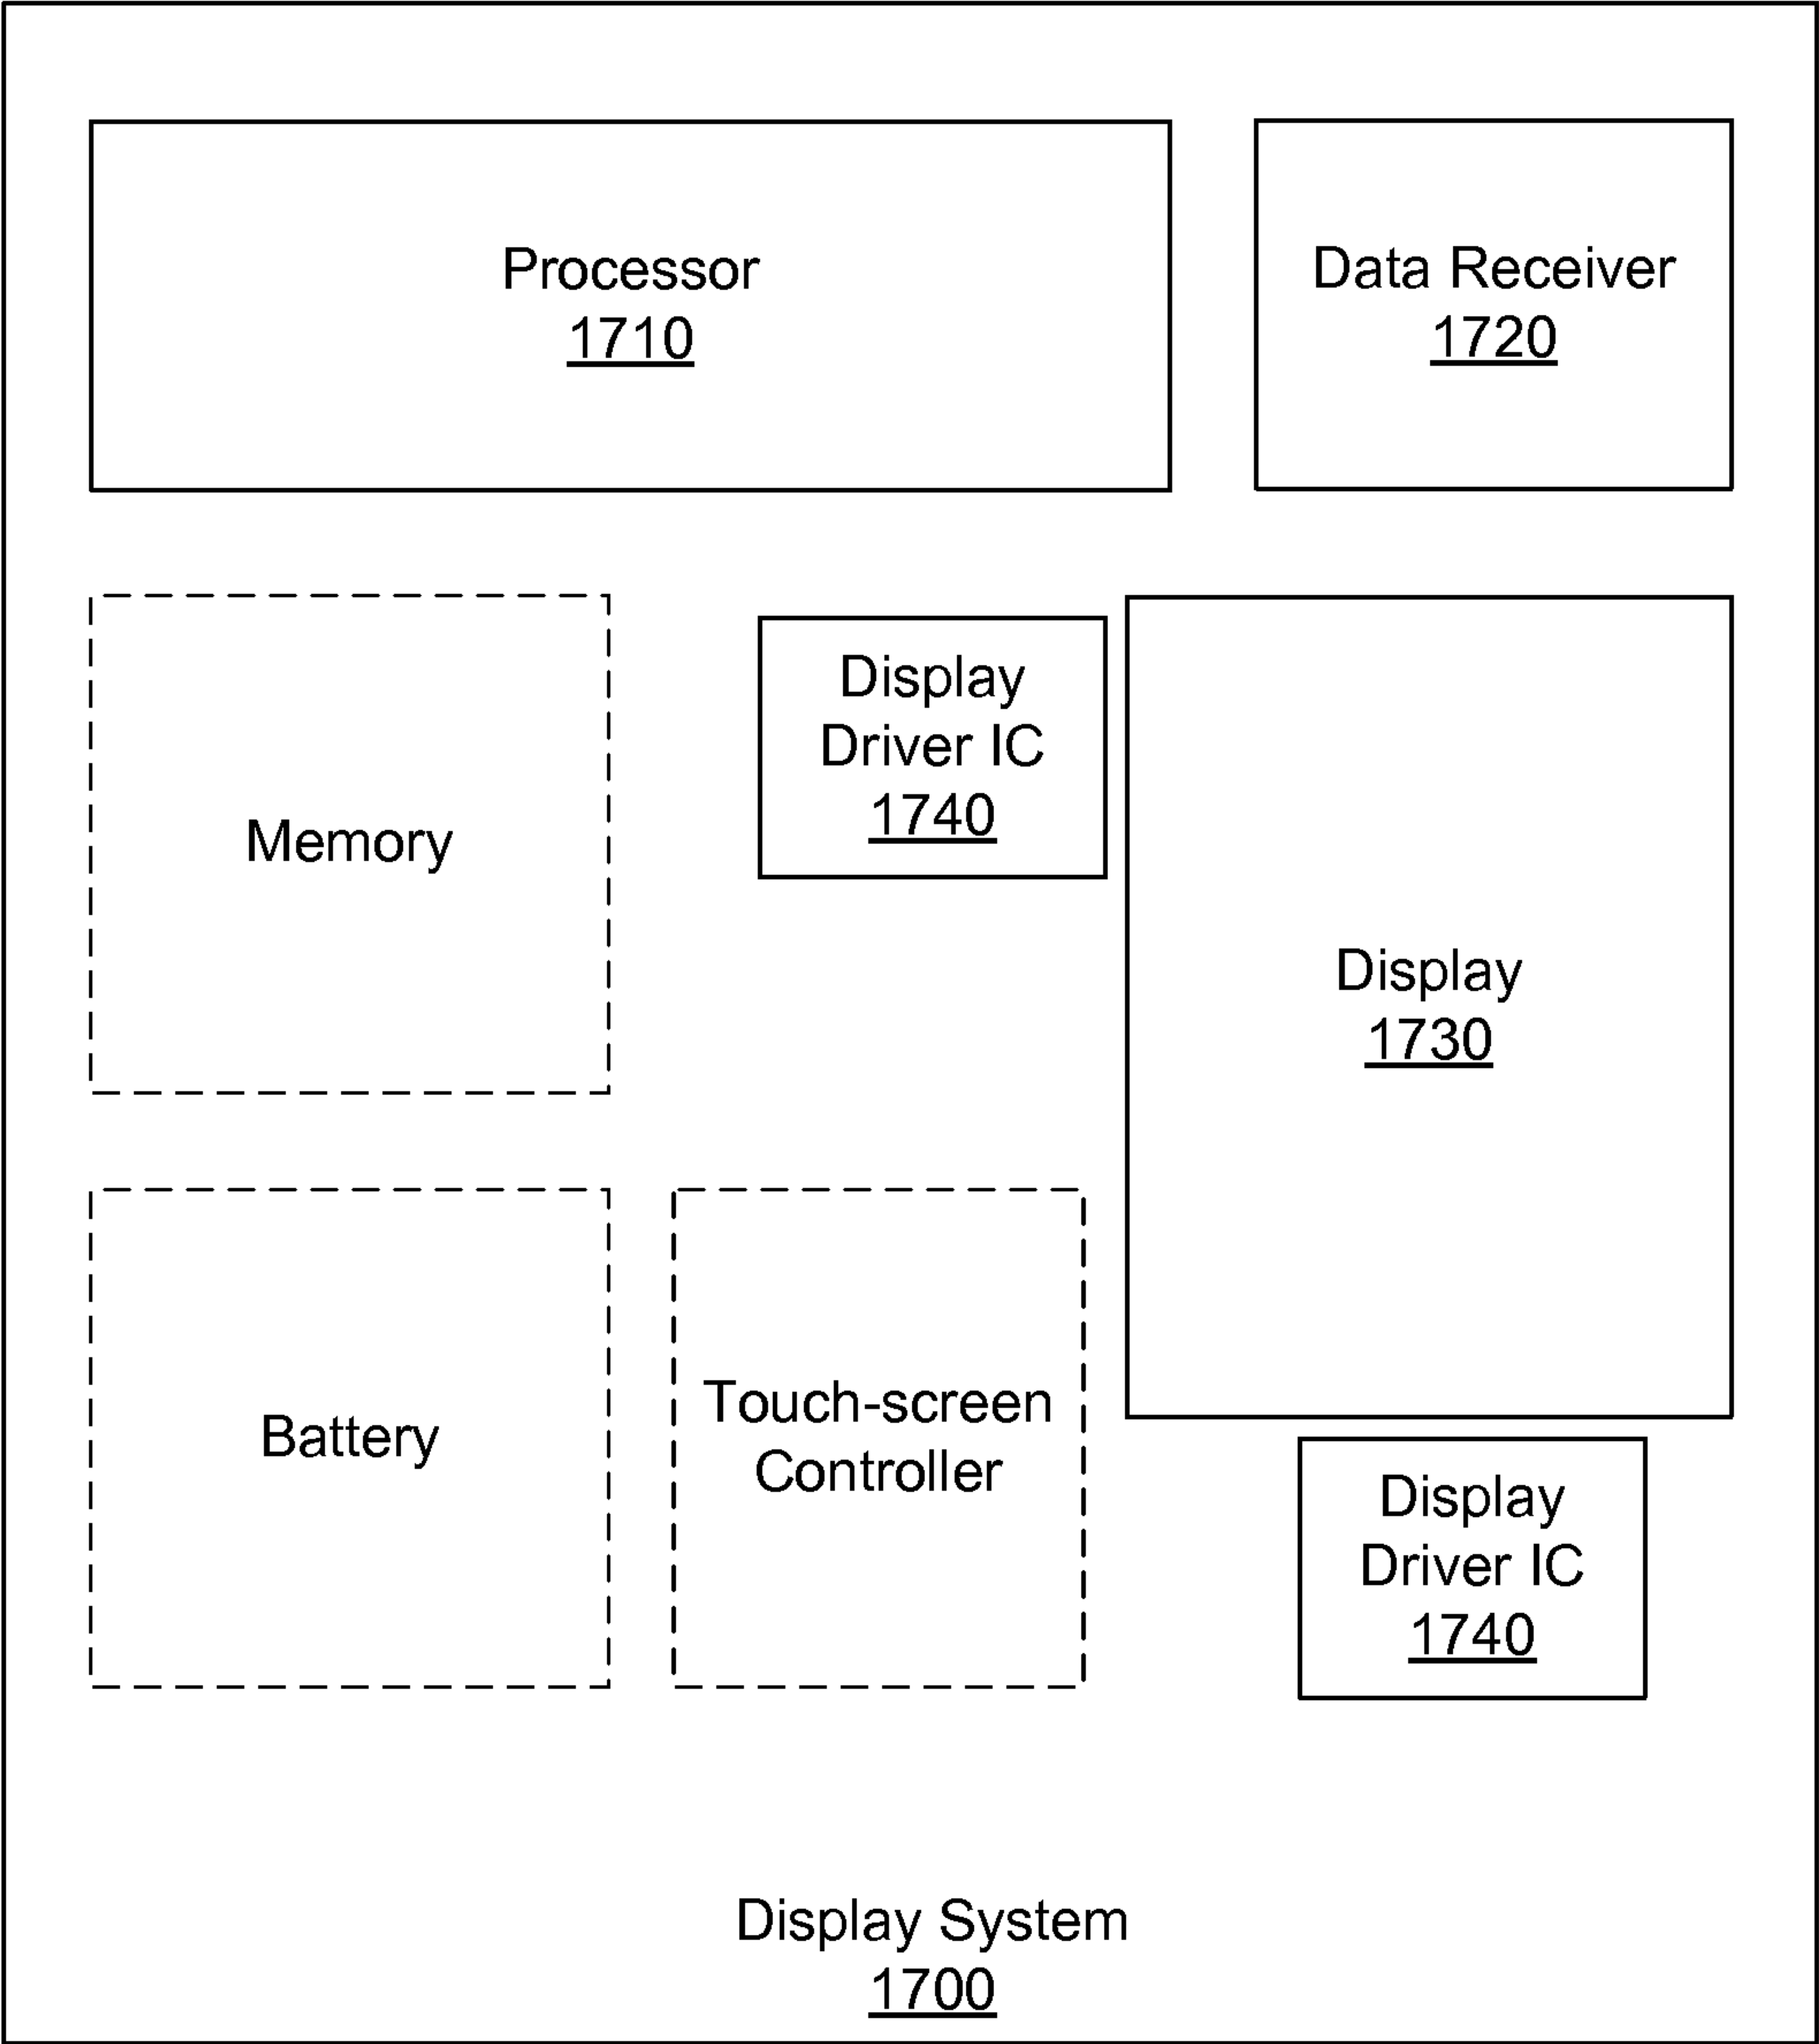 Processor
1710
Data Receiver
1720
Memory
Display
Driver IC
1740
Display
1730
Battery
Touch-screen
Controller
Display
Driver IC
1740
Display System
1700